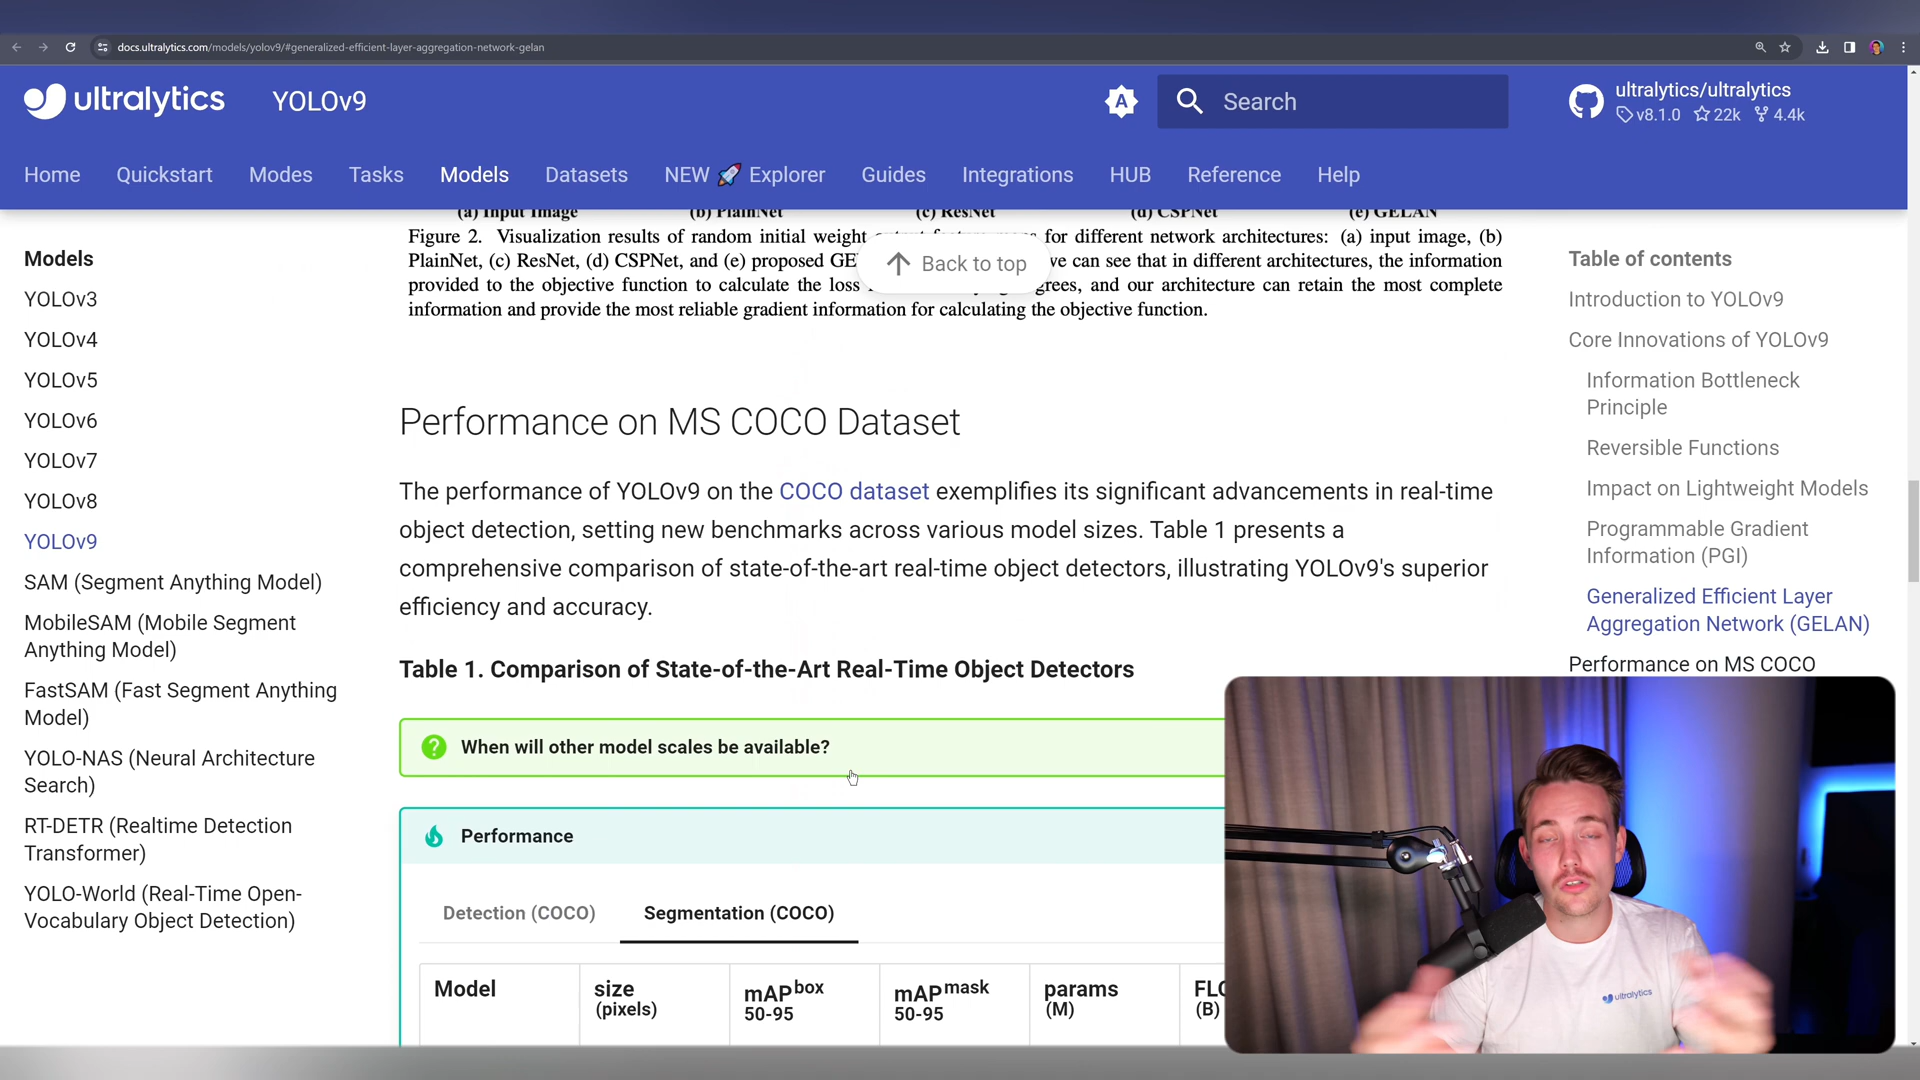 docs.ultralytics.com/models/yolov9/#generalized-efficient-layer-aggregation-network-gelan
ultralytics
YOLOv9
A
Search
ultralytics/ultralytics
v8.1.0 22k 4.4k
Home Quickstart Modes Tasks Models Datasets NEW 🚀 Explorer Guides Integrations HUB Reference Help
Models
YOLOv3
YOLOv4
YOLOv5
YOLOv6
YOLOv7
YOLOv8
YOLOv9
SAM (Segment Anything Model)
MobileSAM (Mobile Segment
Anything Model)
FastSAM (Fast Segment Anything
Model)
YOLO-NAS (Neural Architecture
Search)
RT-DETR (Realtime Detection
Transformer)
YOLO-World (Real-Time Open-
Vocabulary Object Detection)
(a) Input Image (b) PlainNet (c) ResNet (d) CSPNet (e) GELAN
Figure 2. Visualization results of random initial weight output feature maps for different network architectures: (a) input image, (b)
PlainNet, (c) ResNet, (d) CSPNet, and (e) proposed GE we can see that in different architectures, the information
provided to the objective function to calculate the loss grees, and our architecture can retain the most complete
information and provide the most reliable gradient information for calculating the objective function.
Back to top
Performance on MS COCO Dataset
The performance of YOLOv9 on the COCO dataset exemplifies its significant advancements in real-time
object detection, setting new benchmarks across various model sizes. Table 1 presents a
comprehensive comparison of state-of-the-art real-time object detectors, illustrating YOLOv9's superior
efficiency and accuracy.
Table 1. Comparison of State-of-the-Art Real-Time Object Detectors
When will other model scales be available?
Performance
Detection (COCO) Segmentation (COCO)
Model size mAPbox mAPmask params FLO
(pixels) 50-95 50-95 (M) (B)
Table of contents
Introduction to YOLOv9
Core Innovations of YOLOv9
Information Bottleneck
Principle
Reversible Functions
Impact on Lightweight Models
Programmable Gradient
Information (PGI)
Generalized Efficient Layer
Aggregation Network (GELAN)
Performance on MS COCO
ultralytics